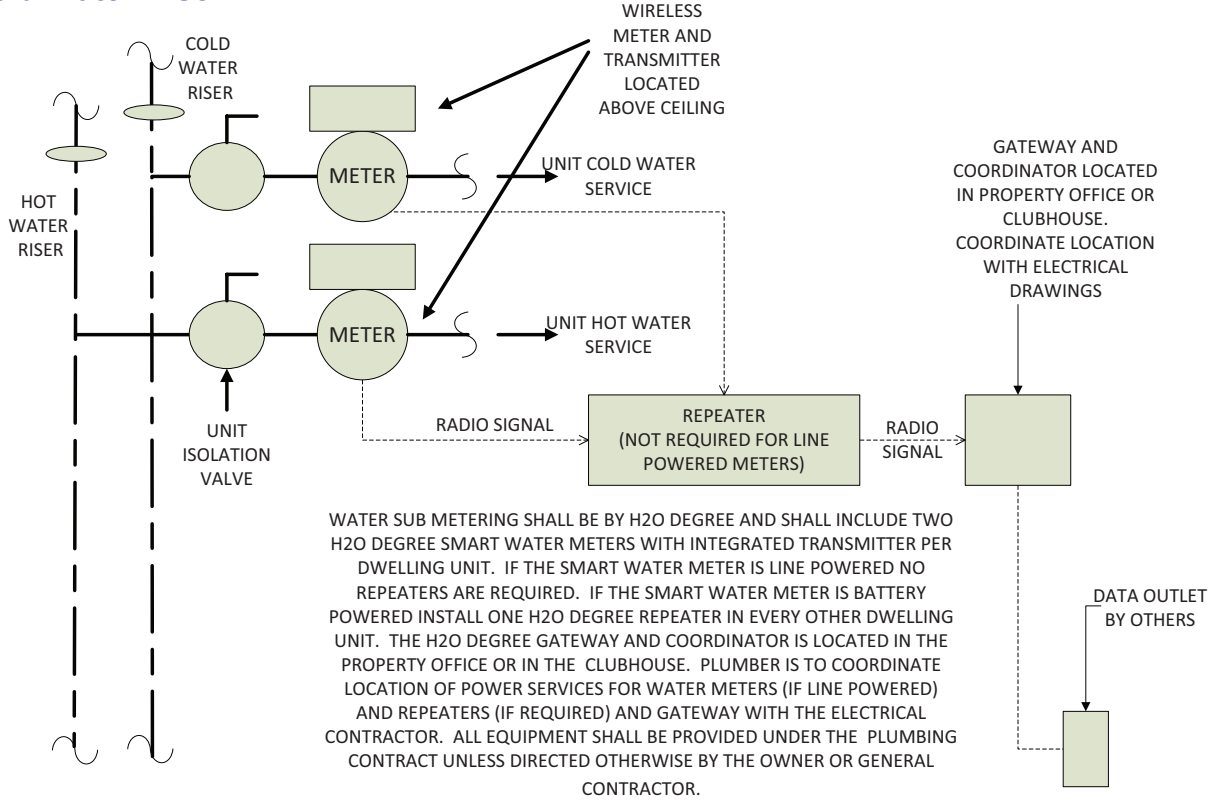 WIRELESS
METER AND
TRANSMITTER
LOCATED
ABOVE CEILING
COLD
WATER
RISER
HOT
WATER
RISER
METER
UNIT COLD WATER
SERVICE
METER
UNIT HOT WATER
SERVICE
UNIT
ISOLATION
VALVE
GATEWAY AND
COORDINATOR LOCATED
IN PROPERTY OFFICE OR
CLUBHOUSE.
COORDINATE LOCATION
WITH ELECTRICAL
DRAWINGS
RADIO SIGNAL
REPEATER
(NOT REQUIRED FOR LINE
POWERED METERS)
RADIO
SIGNAL
WATER SUB METERING SHALL BE BY H2O DEGREE AND SHALL INCLUDE TWO
H2O DEGREE SMART WATER METERS WITH INTEGRATED TRANSMITTER PER
DWELLING UNIT.  IF THE SMART WATER METER IS LINE POWERED NO
REPEATERS ARE REQUIRED.  IF THE SMART WATER METER IS BATTERY
POWERED INSTALL ONE H2O DEGREE REPEATER IN EVERY OTHER DWELLING
UNIT.  THE H2O DEGREE GATEWAY AND COORDINATOR IS LOCATED IN THE
PROPERTY OFFICE OR IN THE  CLUBHOUSE.  PLUMBER IS TO COORDINATE
LOCATION OF POWER SERVICES FOR WATER METERS (IF LINE POWERED)
AND REPEATERS (IF REQUIRED) AND GATEWAY WITH THE ELECTRICAL
CONTRACTOR.  ALL EQUIPMENT SHALL BE PROVIDED UNDER THE  PLUMBING
CONTRACT UNLESS DIRECTED OTHERWISE BY THE OWNER OR GENERAL
CONTRACTOR.
DATA OUTLET
BY OTHERS